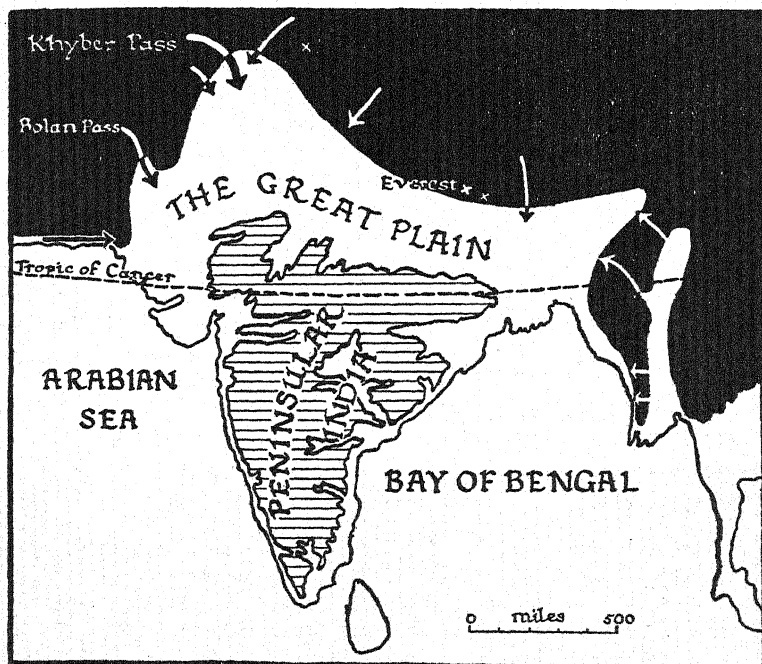 Khyber Pass
Bolan Pass
Everest
THE GREAT PLAIN
Tropic of Cancer
ARABIAN
SEA
PENINSULAR
INDIA
BAY OF BENGAL
0 miles 500